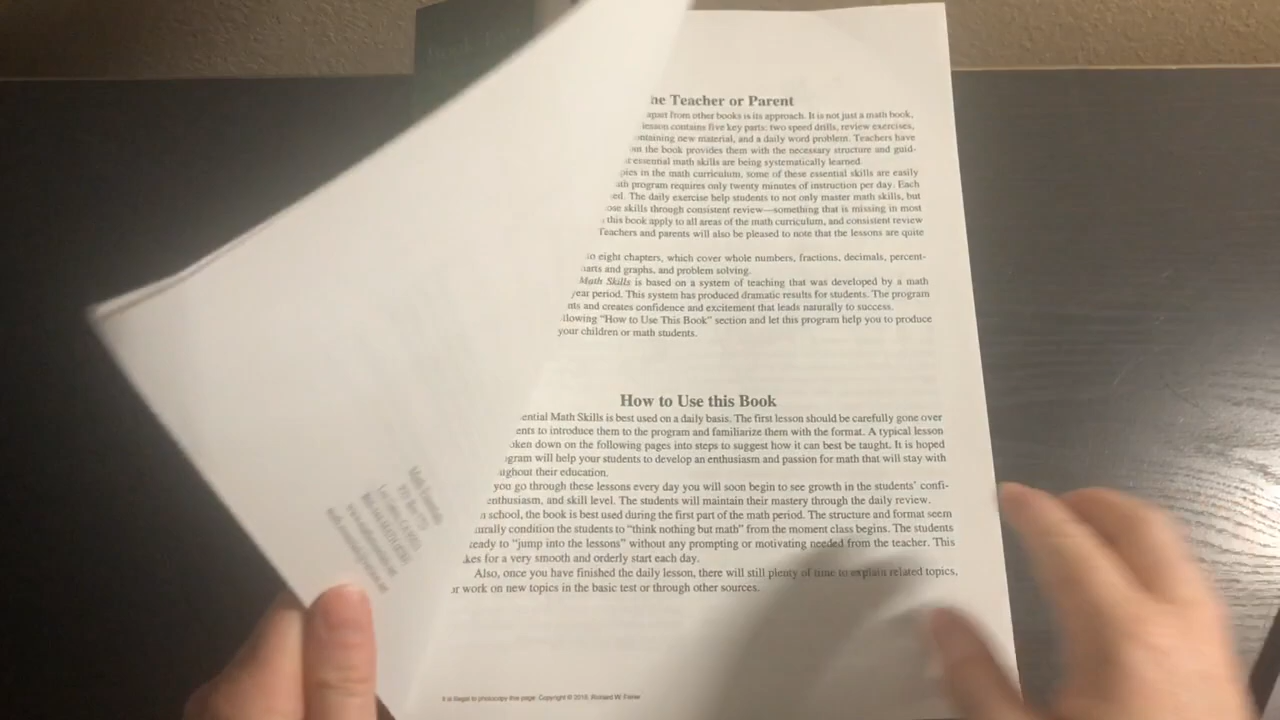 he Teacher or Parent
apart from other books is its approach. It is not just a math book,
lesson contains five key parts: two speed drills, review exercises,
ontaining new material, and a daily word problem. Teachers have
om the book provides them with the necessary structure and guid-
t essential math skills are being systematically learned.
pics in the math curriculum, some of these essential skills are easily
ath program requires only twenty minutes of instruction per day. Each
ed. The daily exercise help students to not only master math skills, but
ose skills through consistent review—something that is missing in most
this book apply to all areas of the math curriculum, and consistent review
Teachers and parents will also be pleased to note that the lessons are quite
to eight chapters, which cover whole numbers, fractions, decimals, percent-
harts and graphs, and problem solving.
Math Skills is based on a system of teaching that was developed by a math
year period. This system has produced dramatic results for students. The program
nts and creates confidence and excitement that leads naturally to success.
llowing "How to Use This Book" section and let this program help you to produce
your children or math students.
How to Use this Book
ential Math Skills is best used on a daily basis. The first lesson should be carefully gone over
ents to introduce them to the program and familiarize them with the format. A typical lesson
oken down on the following pages into steps to suggest how it can best be taught. It is hoped
ogram will help your students to develop an enthusiasm and passion for math that will stay with
ughout their education.
you go through these lessons every day you will soon begin to see growth in the students' confi-
enthusiasm, and skill level. The students will maintain their mastery through the daily review.
n school, the book is best used during the first part of the math period. The structure and format seem
urally condition the students to "think nothing but math" from the moment class begins. The students
ready to "jump into the lessons" without any prompting or motivating needed from the teacher. This
kes for a very smooth and orderly start each day.
Also, once you have finished the daily lesson, there will still plenty of time to explain related topics,
or work on new topics in the basic test or through other sources.
It is illegal to photocopy this page. Copyright © 2010, Richard W. Fisher